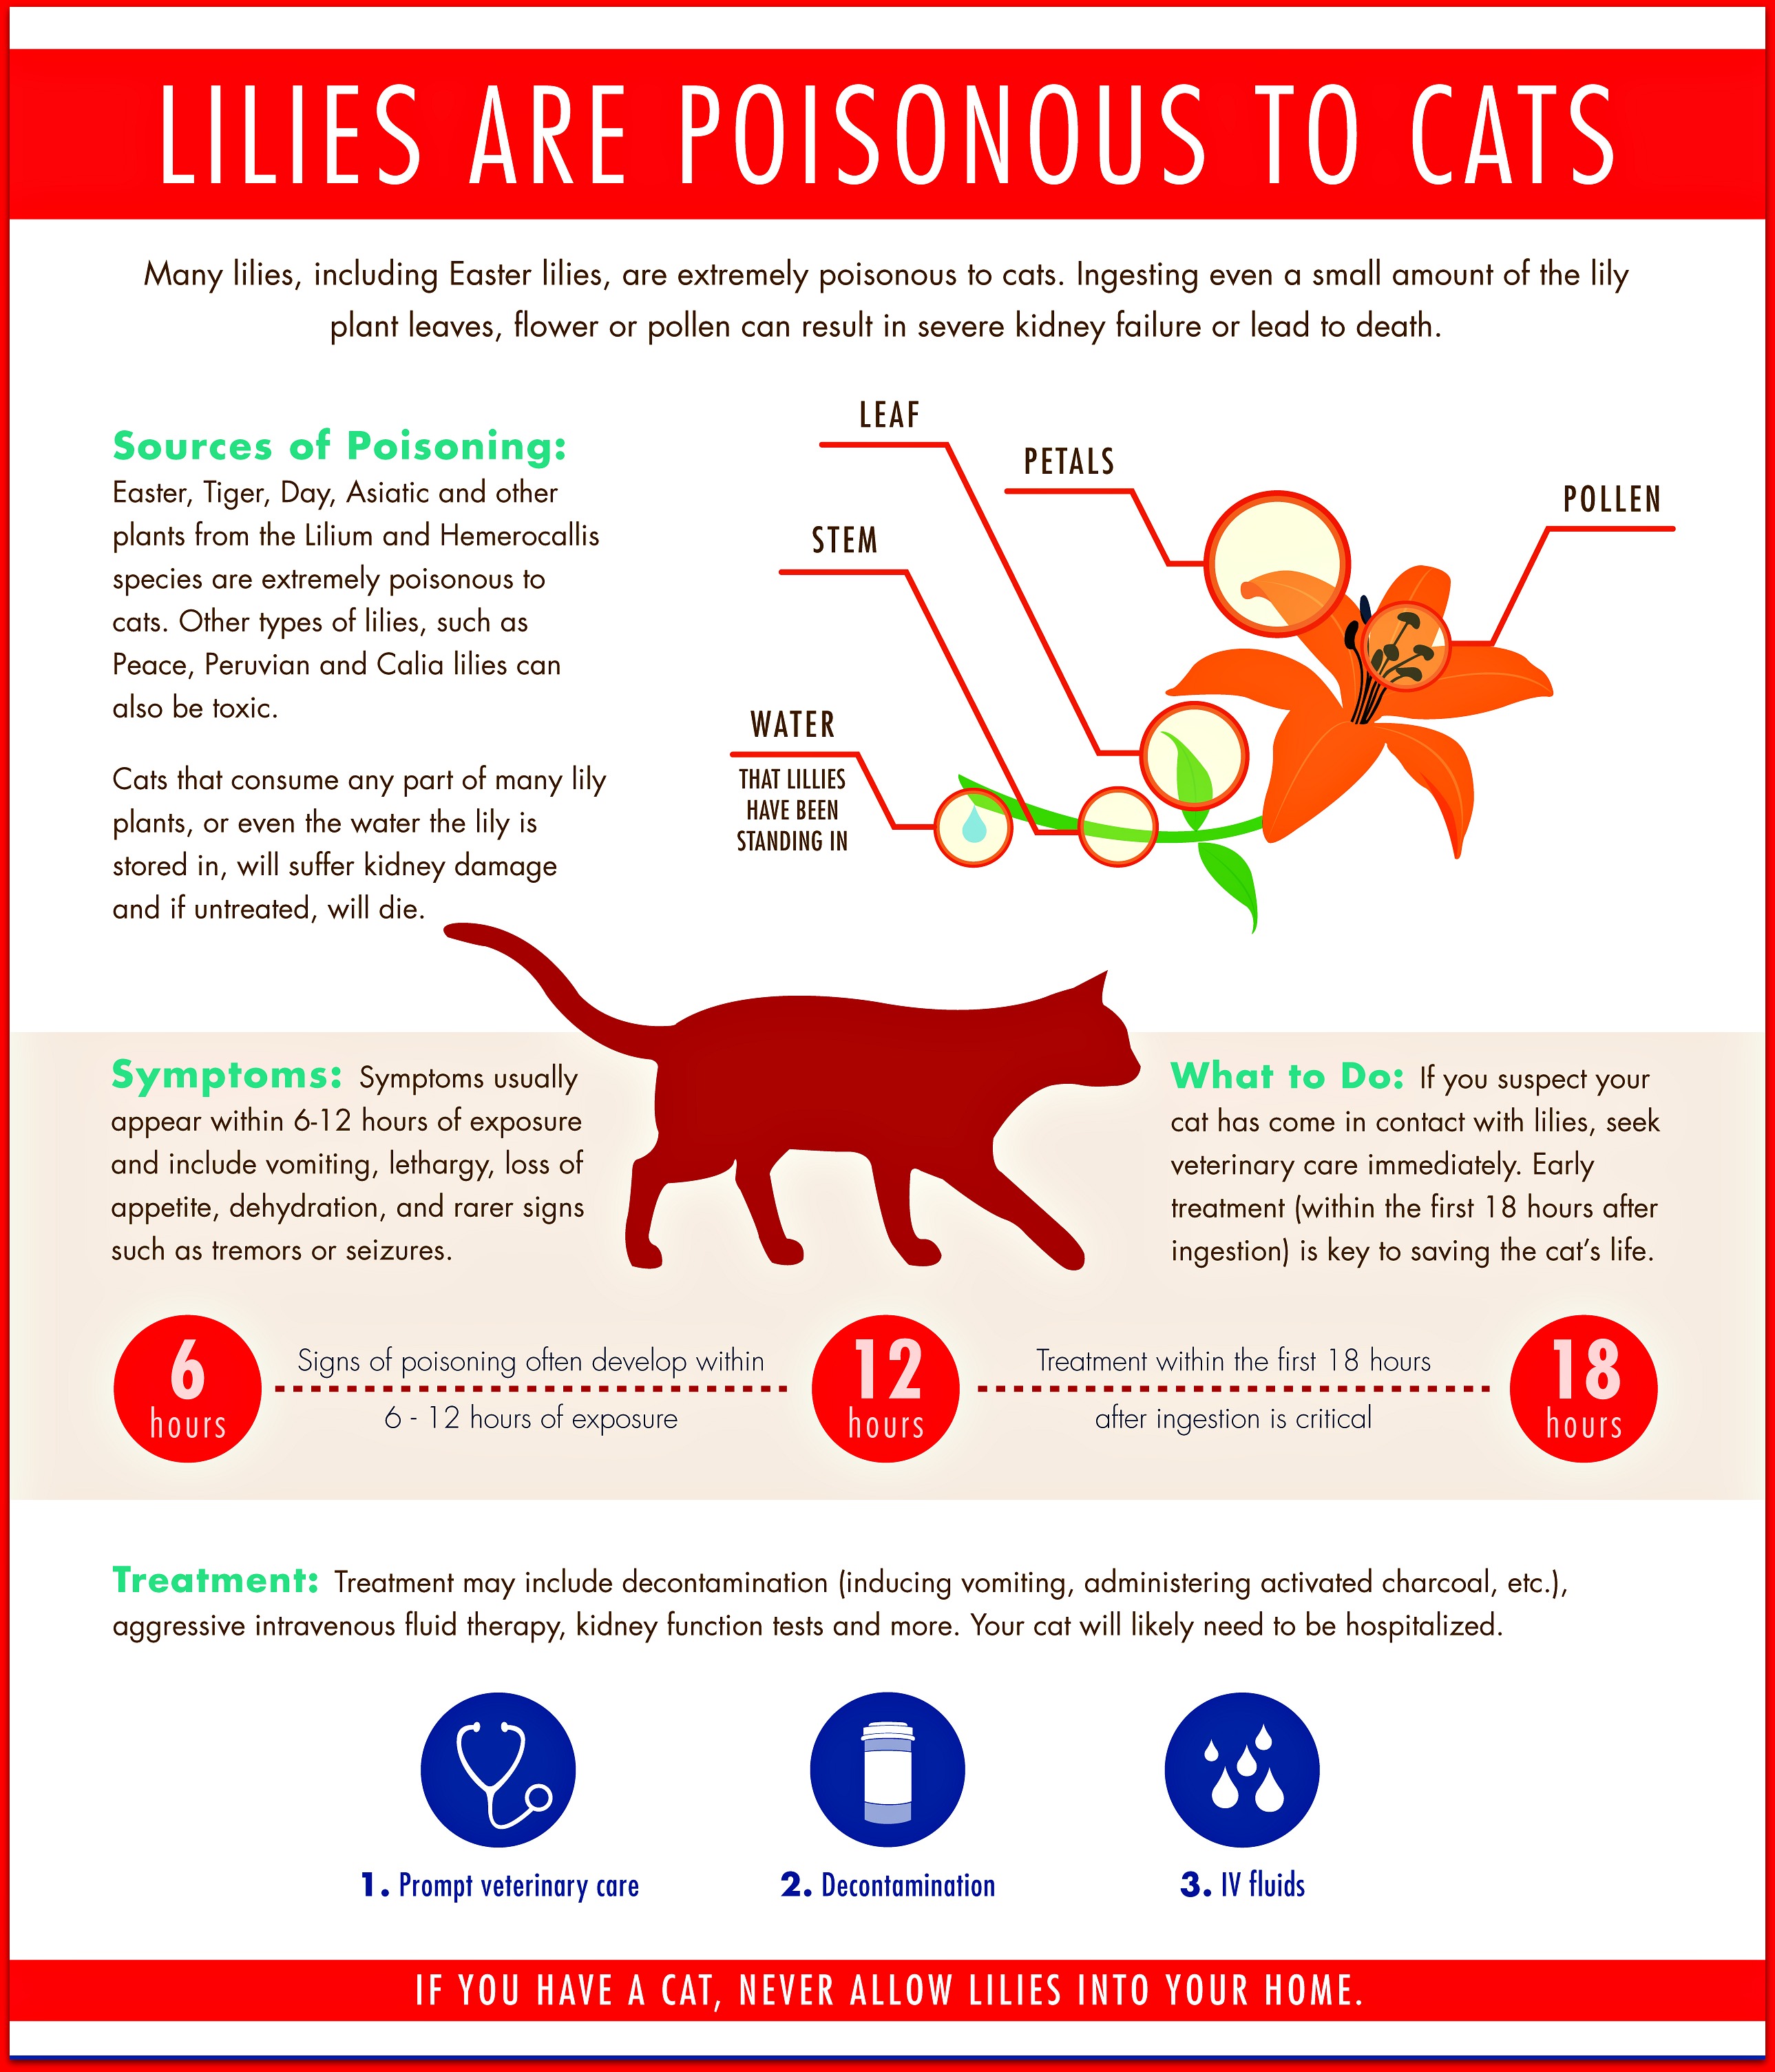 LILIES ARE POISONOUS TO CATS
Many lilies, including Easter lilies, are extremely poisonous to cats. Ingesting even a small amount of the lily
plant leaves, flower or pollen can result in severe kidney failure or lead to death.
Sources of Poisoning:
Easter, Tiger, Day, Asiatic and other
plants from the Lilium and Hemerocallis
species are extremely poisonous to
cats. Other types of lilies, such as
Peace, Peruvian and Calia lilies can
also be toxic.
Cats that consume any part of many lily
plants, or even the water the lily is
stored in, will suffer kidney damage
and if untreated, will die.
LEAF
PETALS
POLLEN
STEM
WATER
THAT LILLIES
HAVE BEEN
STANDING IN
Symptoms: Symptoms usually
appear within 6-12 hours of exposure
and include vomiting, lethargy, loss of
appetite, dehydration, and rarer signs
such as tremors or seizures.
What to Do: If you suspect your
cat has come in contact with lilies, seek
veterinary care immediately. Early
treatment (within the first 18 hours after
ingestion) is key to saving the cat's life.
6
hours
Signs of poisoning often develop within
6 - 12 hours of exposure
12
hours
Treatment within the first 18 hours
after ingestion is critical
18
hours
Treatment: Treatment may include decontamination (inducing vomiting, administering activated charcoal, etc.),
aggressive intravenous fluid therapy, kidney function tests and more. Your cat will likely need to be hospitalized.
1. Prompt veterinary care
2. Decontamination
3. IV fluids
IF YOU HAVE A CAT, NEVER ALLOW LILIES INTO YOUR HOME.